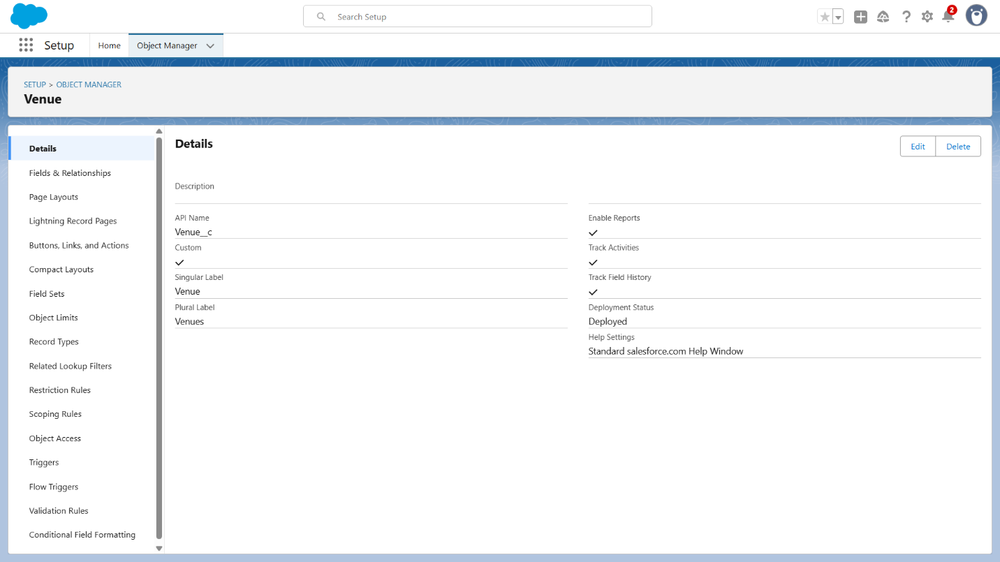 Search Setup
2
Setup
Home
Object Manager
SETUP > OBJECT MANAGER
Venue
Details
Fields & Relationships
Page Layouts
Lightning Record Pages
Buttons, Links, and Actions
Compact Layouts
Field Sets
Object Limits
Record Types
Related Lookup Filters
Restriction Rules
Scoping Rules
Object Access
Triggers
Flow Triggers
Validation Rules
Conditional Field Formatting
Details
Edit
Delete
Description
API Name
Venue__c
Custom
Singular Label
Venue
Plural Label
Venues
Enable Reports
Track Activities
Track Field History
Deployment Status
Deployed
Help Settings
Standard salesforce.com Help Window